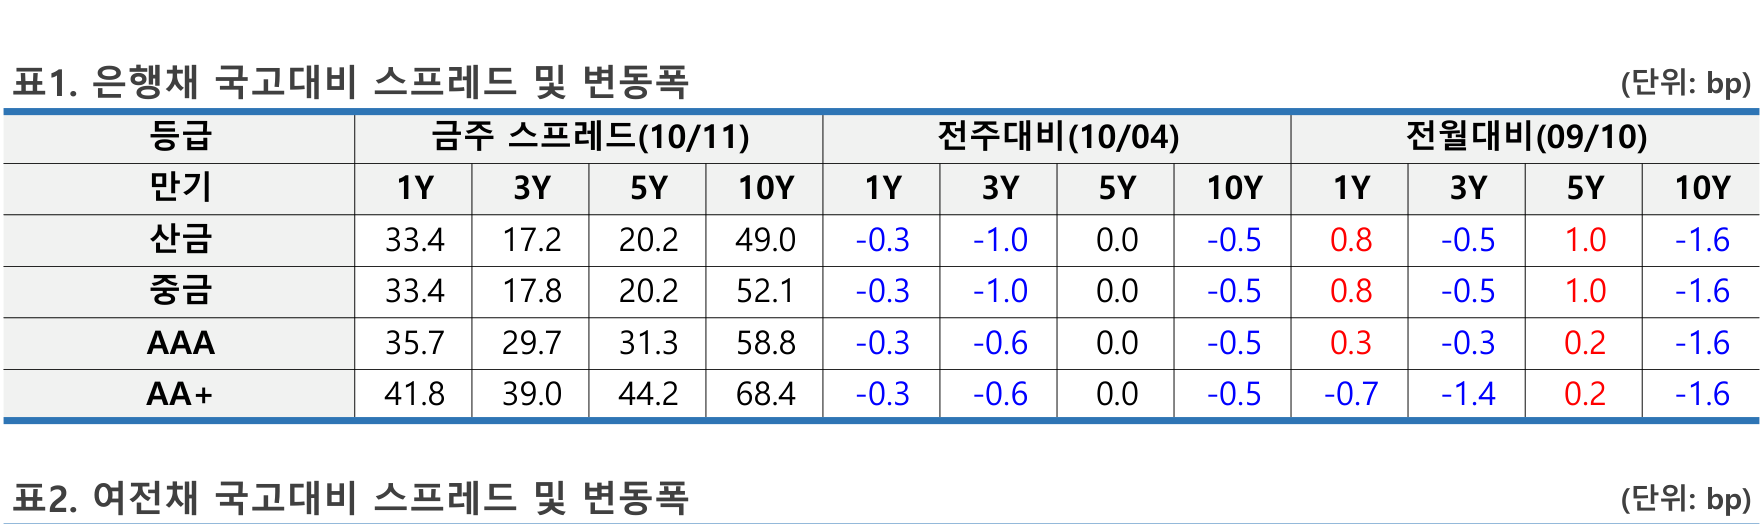 표1. 은행채 국고대비 스프레드 및 변동폭 (단위: bp)
등급 금주 스프레드(10/11) 전주대비(10/04) 전월대비(09/10)
만기 1Y 3Y 5Y 10Y 1Y 3Y 5Y 10Y 1Y 3Y 5Y 10Y
산금 33.4 17.2 20.2 49.0 -0.3 -1.0 0.0 -0.5 0.8 -0.5 1.0 -1.6
중금 33.4 17.8 20.2 52.1 -0.3 -1.0 0.0 -0.5 0.8 -0.5 1.0 -1.6
AAA 35.7 29.7 31.3 58.8 -0.3 -0.6 0.0 -0.5 0.3 -0.3 0.2 -1.6
AA+ 41.8 39.0 44.2 68.4 -0.3 -0.6 0.0 -0.5 -0.7 -1.4 0.2 -1.6
표2. 여전채 국고대비 스프레드 및 변동폭 (단위: bp)